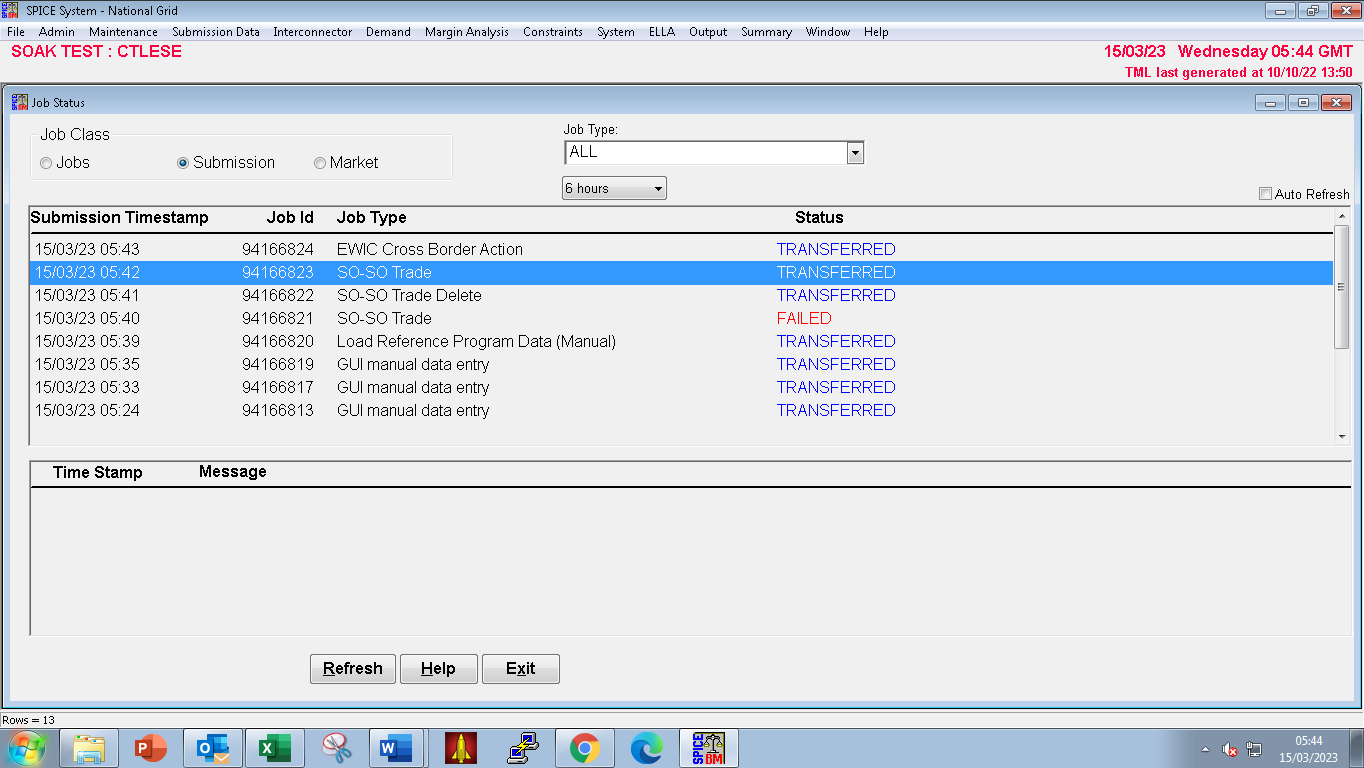 SPICE System - National Grid
File Admin Maintenance Submission Data Interconnector Demand Margin Analysis Constraints System ELLA Output Summary Window Help
SOAK TEST : CTLESE 15/03/23 Wednesday 05:44 GMT
TML last generated at 10/10/22 13:50
Job Status
Job Class
Jobs Submission Market
Job Type:
ALL
6 hours
Auto Refresh
Submission Timestamp Job Id Job Type Status
15/03/23 05:43 94166824 EWIC Cross Border Action TRANSFERRED
15/03/23 05:42 94166823 SO-SO Trade TRANSFERRED
15/03/23 05:41 94166822 SO-SO Trade Delete TRANSFERRED
15/03/23 05:40 94166821 SO-SO Trade FAILED
15/03/23 05:39 94166820 Load Reference Program Data (Manual) TRANSFERRED
15/03/23 05:35 94166819 GUI manual data entry TRANSFERRED
15/03/23 05:33 94166817 GUI manual data entry TRANSFERRED
15/03/23 05:24 94166813 GUI manual data entry TRANSFERRED
Time Stamp Message
Refresh Help Exit
Rows = 13
SPICE BM
05:44
15/03/2023